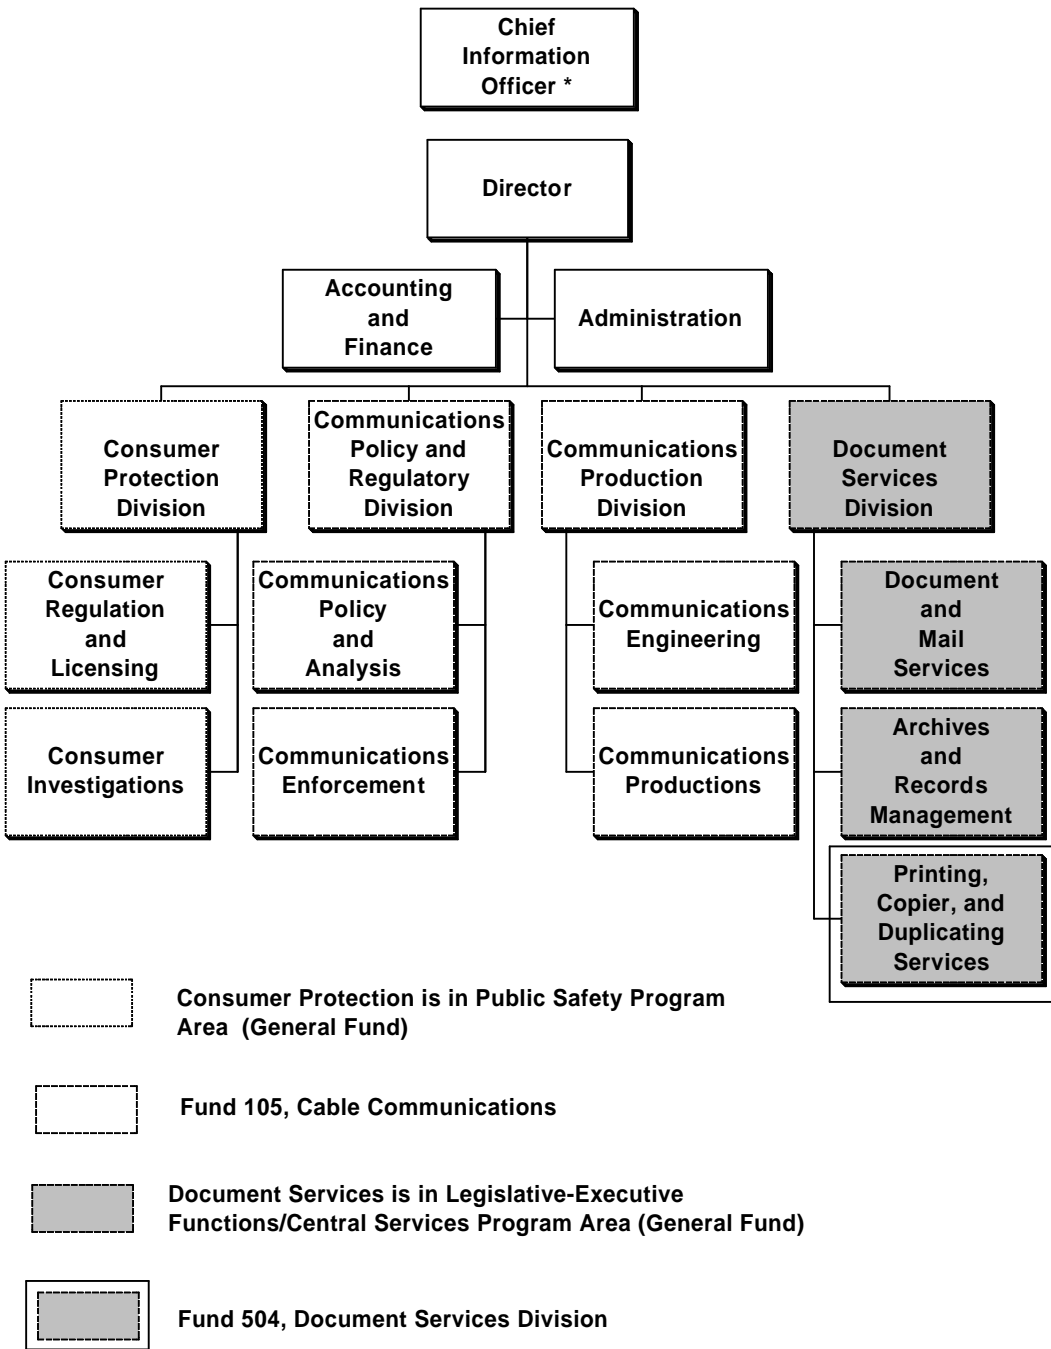 Chief
Information
Officer *
Director
Accounting
and
Finance
Administration
Consumer
Protection
Division
Communications
Policy and
Regulatory
Division
Communications
Production
Division
Document
Services
Division
Consumer
Regulation
and
Licensing
Communications
Policy
and
Analysis
Communications
Engineering
Document
and
Mail
Services
Consumer
Investigations
Communications
Enforcement
Communications
Productions
Archives
and
Records
Management
Printing,
Copier, and
Duplicating
Services
Consumer Protection is in Public Safety Program
Area (General Fund)
Fund 105, Cable Communications
Document Services is in Legislative-Executive
Functions/Central Services Program Area (General Fund)
Fund 504, Document Services Division